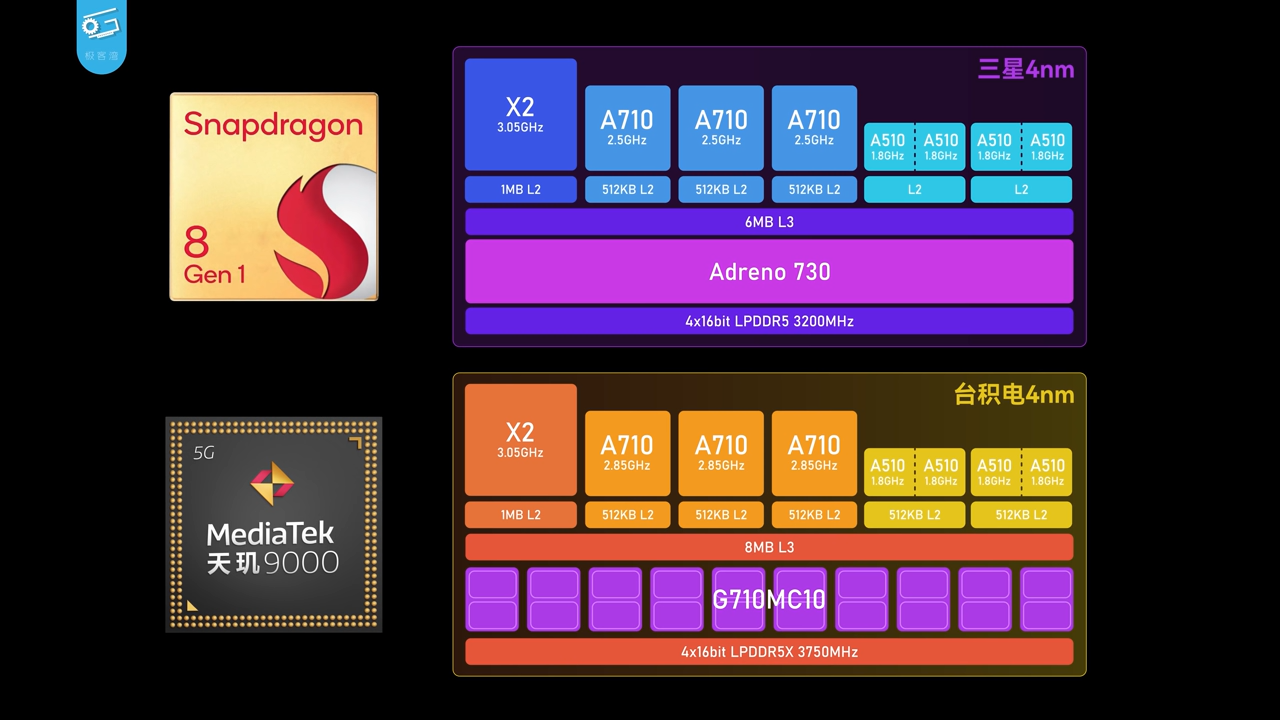 极客湾
Snapdragon
8
Gen 1
三星4nm
X2
3.05GHz
A710
2.5GHz
A710
2.5GHz
A710
2.5GHz
A510
1.8GHz
A510
1.8GHz
A510
1.8GHz
A510
1.8GHz
1MB L2
512KB L2
512KB L2
512KB L2
L2
L2
6MB L3
Adreno 730
4x16bit LPDDR5 3200MHz
5G
MediaTek
天玑9000
台积电4nm
X2
3.05GHz
A710
2.85GHz
A710
2.85GHz
A710
2.85GHz
A510
1.8GHz
A510
1.8GHz
A510
1.8GHz
A510
1.8GHz
1MB L2
512KB L2
512KB L2
512KB L2
512KB L2
512KB L2
8MB L3
G710MC10
4x16bit LPDDR5X 3750MHz